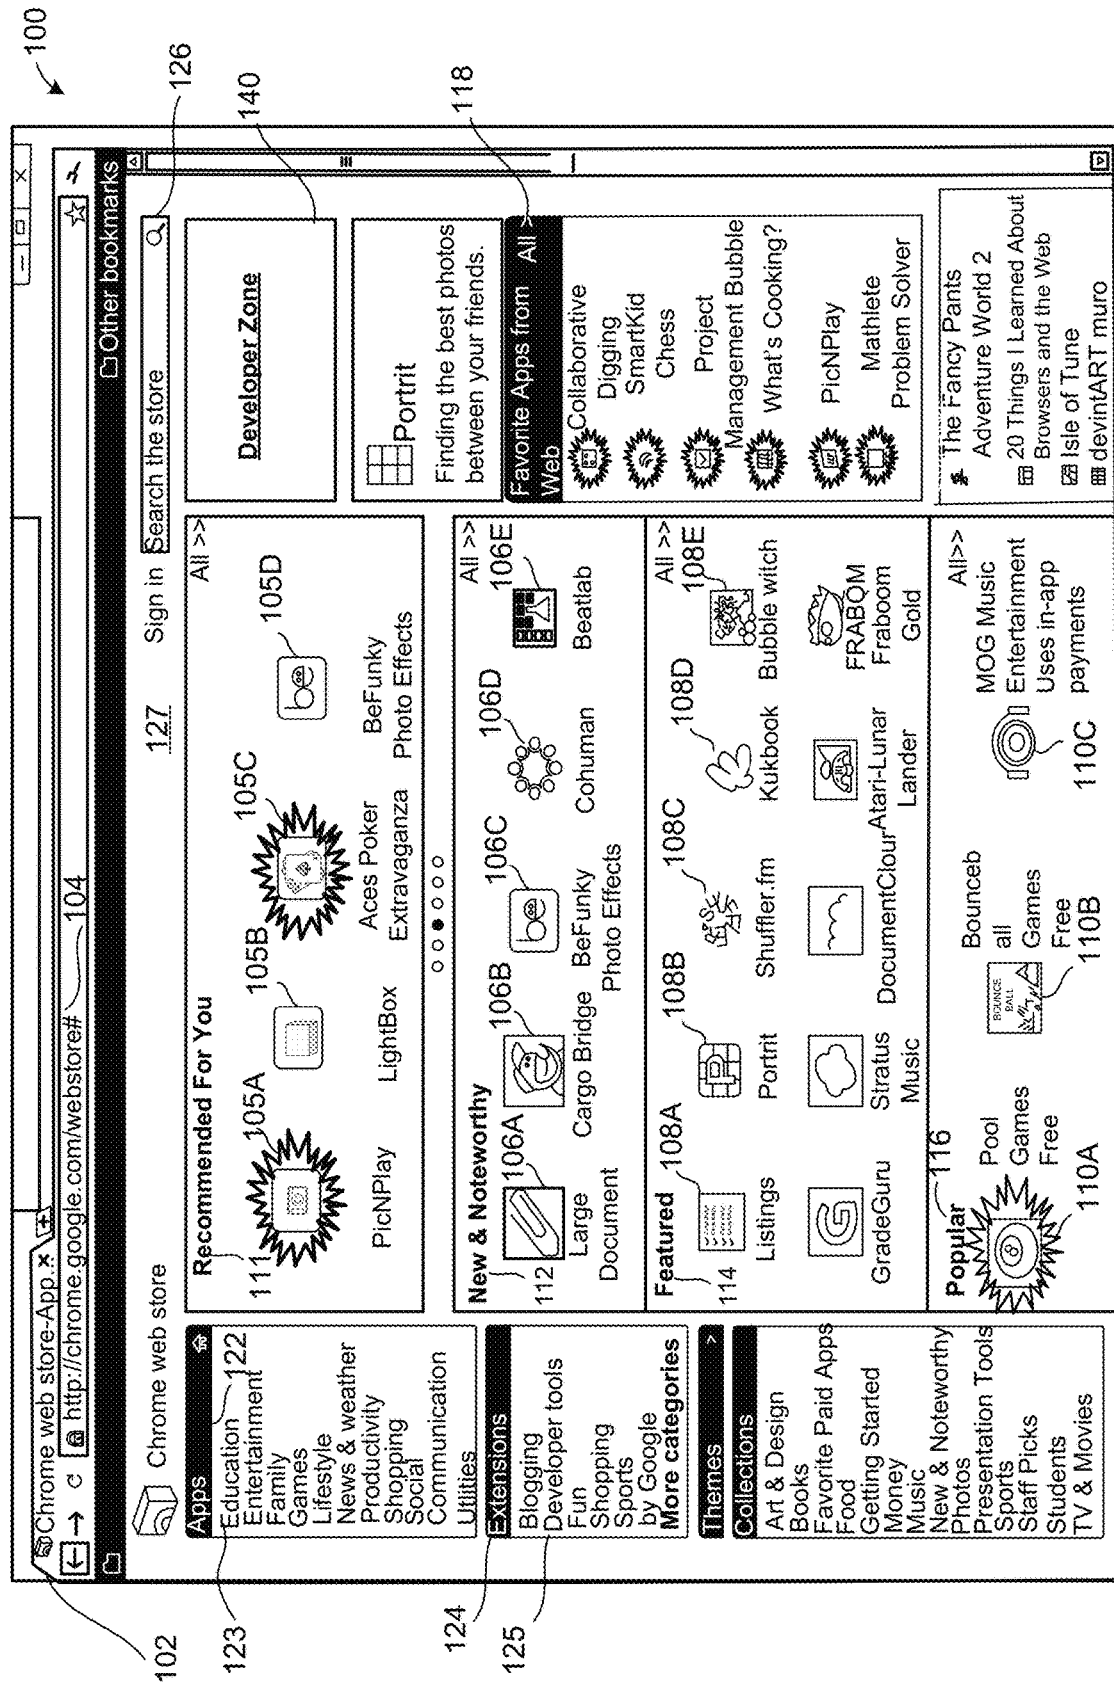 100
102
Chrome web store-App..×
http://chrome.google.com/webstore#
104
Other bookmarks
Chrome web store
127
Sign in
Search the store
126
Apps
122
123
Education
Entertainment
Family
Games
Lifestyle
News & weather
Productivity
Shopping
Social
Communication
Utilities
124
Extensions
125
Blogging
Developer tools
Fun
Shopping
Sports
by Google
More categories
Themes >
Collections
Art & Design
Books
Favorite Paid Apps
Food
Getting Started
Money
Music
New & Noteworthy
Photos
Presentation Tools
Sports
Staff Picks
Students
TV & Movies
Recommended For You
All >>
111
105A
105B
105C
105D
PicNPlay
LightBox
Aces Poker
Extravaganza
BeFunky
Photo Effects
New & Noteworthy
All >>
112
106A
106B
106C
106D
106E
Large
Document
Cargo Bridge
BeFunky
Photo Effects
Cohuman
Beatlab
Featured
All >>
114
108A
108B
108C
108D
108E
Listings
Portrit
Shuffler.fm
Kukbook
Bubble witch
GradeGuru
Stratus
Music
DocumentClour
Atari-Lunar
Lander
FRABOM
Fraboom
Gold
Popular
116
All>>
8
Pool
Games
Free
110A
BOUNCE
BALL
Bounceb
all
Games
Free
110B
MOG Music
Entertainment
Uses in-app
payments
110C
Developer Zone
140
Portrit
Finding the best photos
between your friends.
Favorite Apps from All >
Web
118
Collaborative
Digging
SmartKid
Chess
Project
Management Bubble
What's Cooking?
PicNPlay
Mathlete
Problem Solver
The Fancy Pants
Adventure World 2
20 Things I Learned About
Browsers and the Web
Isle of Tune
devintART muro